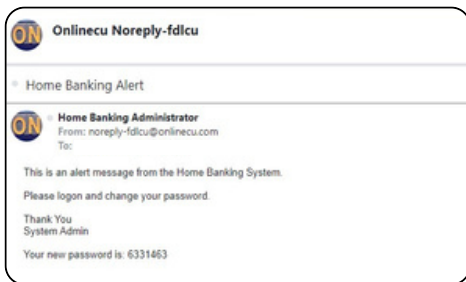 ON Onlinecu Noreply-fdlcu
Home Banking Alert
ON Home Banking Administrator
From: noreply-fdlcu@onlinecu.com
To:
This is an alert message from the Home Banking System.
Please logon and change your password.
Thank You
System Admin
Your new password is: 6331463